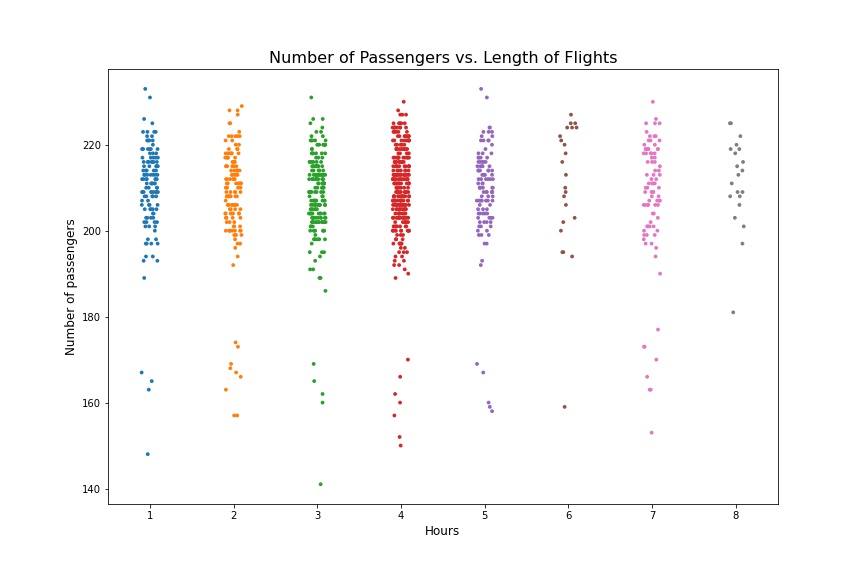 Number of Passengers vs. Length of Flights
Number of passengers
220
200
180
160
140
1 2 3 4 5 6 7 8
Hours